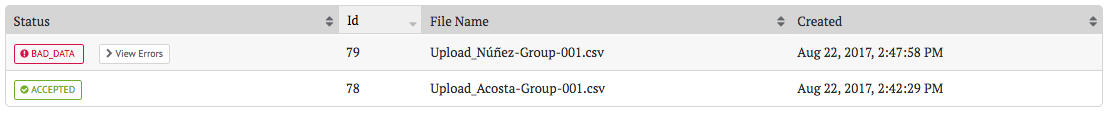 Status Id File Name Created
BAD_DATA View Errors 79 Upload_Núñez-Group-001.csv Aug 22, 2017, 2:47:58 PM
ACCEPTED 78 Upload_Acosta-Group-001.csv Aug 22, 2017, 2:42:29 PM